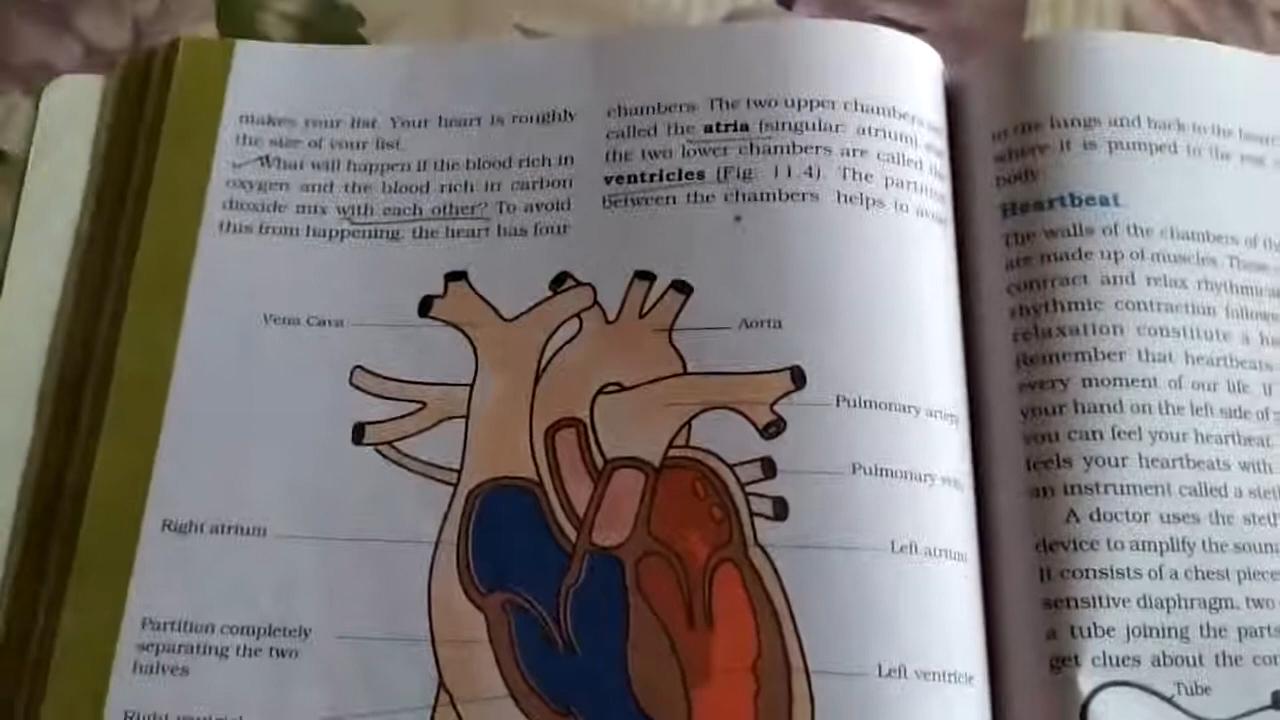 makes your fist. Your heart is roughly
the size of your fist.
What will happen if the blood rich in
oxygen and the blood rich in carbon
dioxide mix with each other? To avoid
this from happening, the heart has four
chambers. The two upper chambers
called the atria (singular: atrium)
the two lower chambers are called
ventricles (Fig. 11.4). The partition
between the chambers helps to
Vena Cava
Aorta
Pulmonary artery
Pulmonary
Right atrium
Left atrium
Partition completely
separating the two
halves
Left ventricle
Right
the lungs and back to the heart
where it is pumped to the
body.
Heartbeat
The walls of the chambers of
are made up of muscles. These
contract and relax
rhythmic contraction
relaxation constitute a
Remember that heartbeats
every moment of our life. If
your hand on the left side of
you can feel your heartbeat.
feels your heartbeats with
an instrument called a
A doctor uses the
device to amplify the
It consists of a chest piece
sensitive diaphragm, two
a tube joining the parts.
get clues about the
Tube